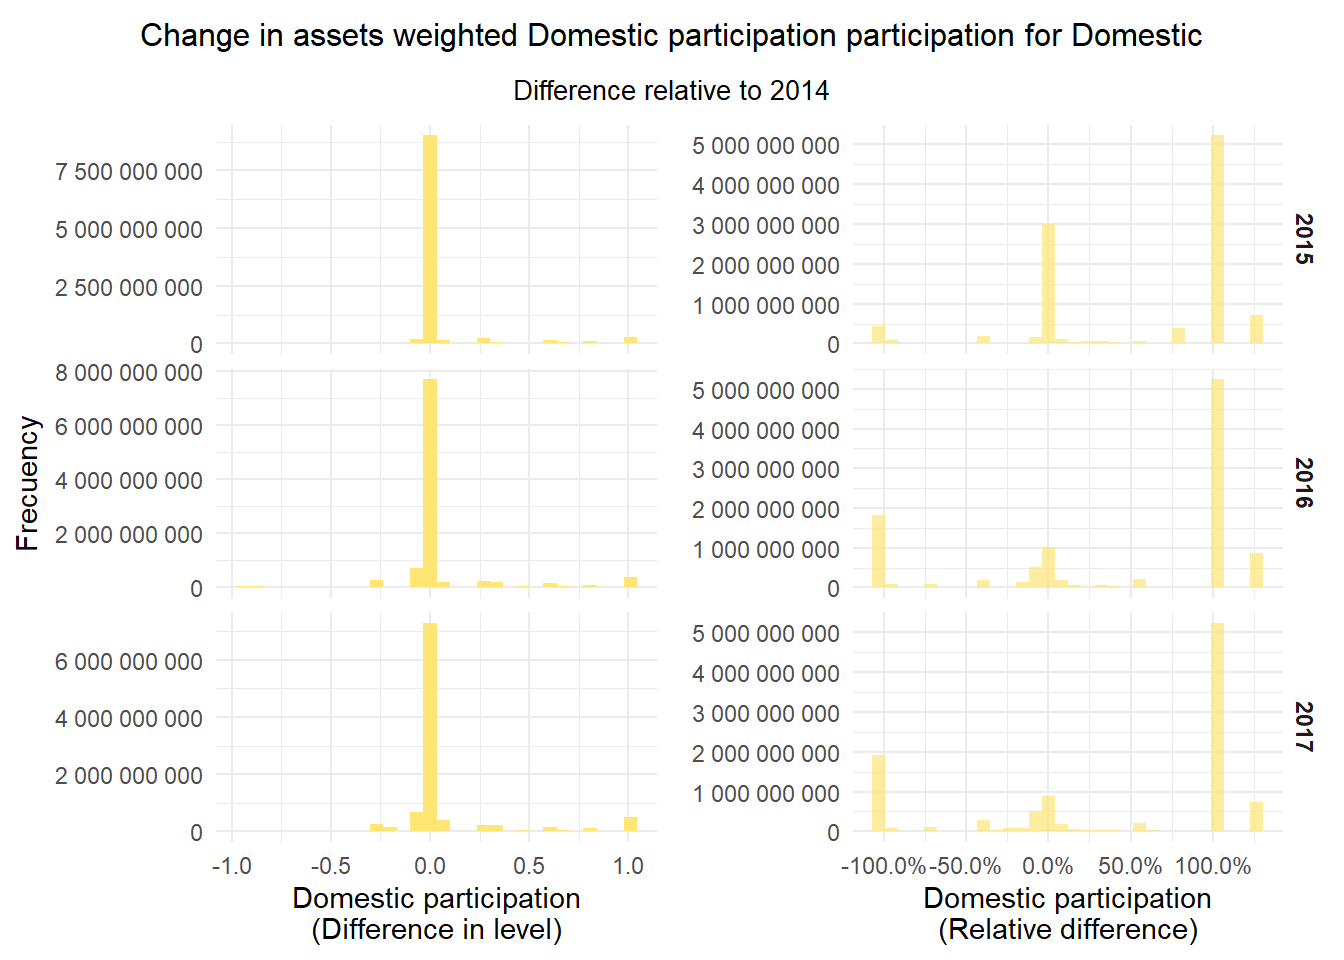 Change in assets weighted Domestic participation participation for Domestic
Difference relative to 2014
Frecuency
7 500 000 000
5 000 000 000
2 500 000 000
0
5 000 000 000
4 000 000 000
3 000 000 000
2 000 000 000
1 000 000 000
0
2015
8 000 000 000
6 000 000 000
4 000 000 000
2 000 000 000
0
5 000 000 000
4 000 000 000
3 000 000 000
2 000 000 000
1 000 000 000
0
2016
6 000 000 000
4 000 000 000
2 000 000 000
0
5 000 000 000
4 000 000 000
3 000 000 000
2 000 000 000
1 000 000 000
0
2017
-1.0 -0.5 0.0 0.5 1.0
-100.0% -50.0% 0.0% 50.0% 100.0%
Domestic participation
(Difference in level)
Domestic participation
(Relative difference)